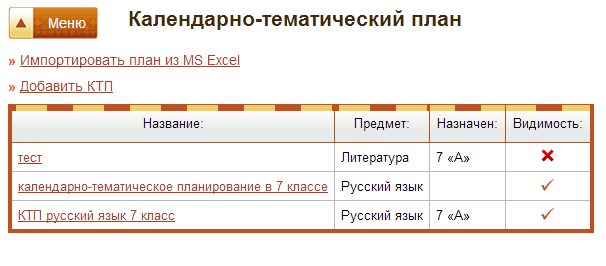 Меню
Календарно-тематический план
» Импортировать план из MS Excel
» Добавить КТП
Название: Предмет: Назначен: Видимость:
тест Литература 7 «А»
календарно-тематическое планирование в 7 классе Русский язык
КТП русский язык 7 класс Русский язык 7 «А»